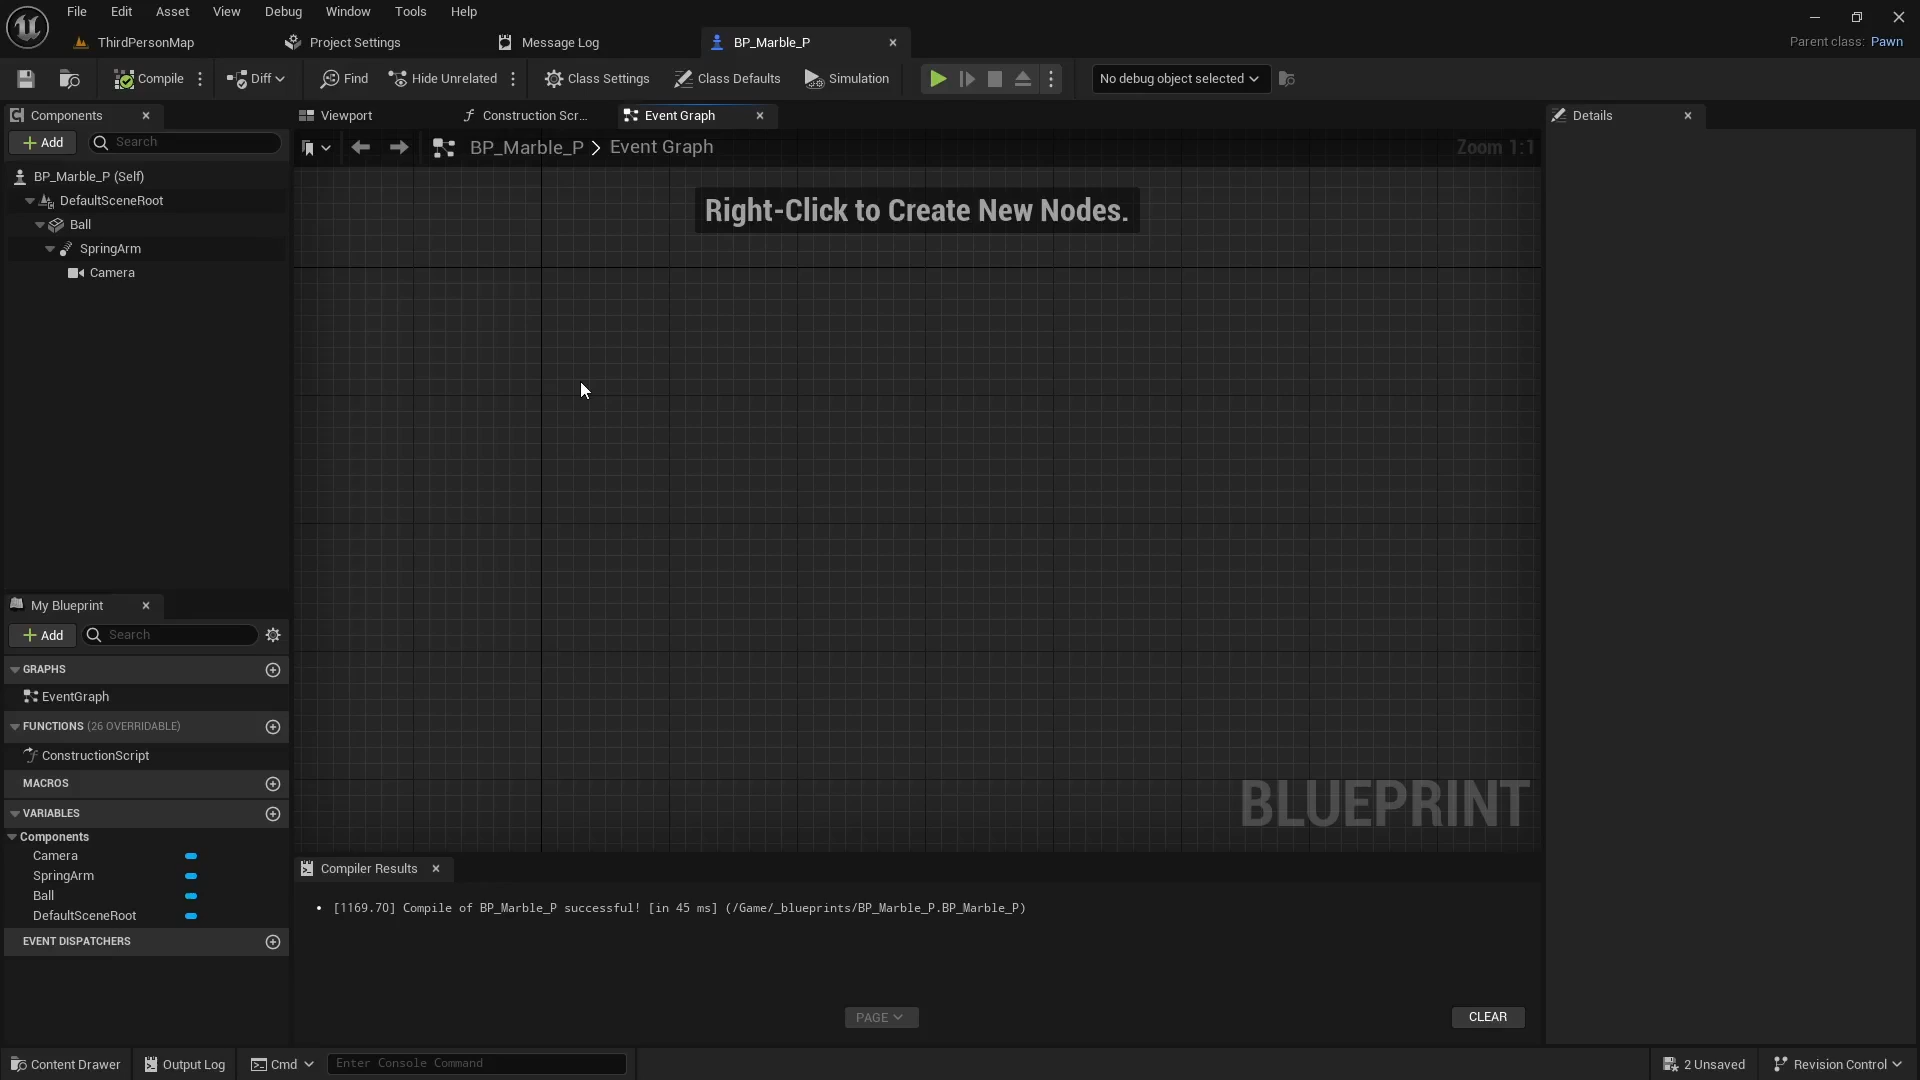 File Edit Asset View Debug Window Tools Help
ThirdPersonMap Project Settings Message Log BP_Marble_P
Parent class: Pawn
Compile Diff Find Hide Unrelated Class Settings Class Defaults Simulation No debug object selected
Components
Add Search
BP_Marble_P (Self)
DefaultSceneRoot
Ball
SpringArm
Camera
Viewport Construction Scr... Event Graph
BP_Marble_P > Event Graph Zoom 1:1
Right-Click to Create New Nodes.
BLUEPRINT
Details
My Blueprint
Add Search
GRAPHS
EventGraph
FUNCTIONS (26 OVERRIDABLE)
ConstructionScript
MACROS
VARIABLES
Components
Camera
SpringArm
Ball
DefaultSceneRoot
EVENT DISPATCHERS
Compiler Results
• [1169.70] Compile of BP_Marble_P successful! [in 45 ms] (/Game/_blueprints/BP_Marble_P.BP_Marble_P)
PAGE CLEAR
Content Drawer Output Log Cmd Enter Console Command 2 Unsaved Revision Control